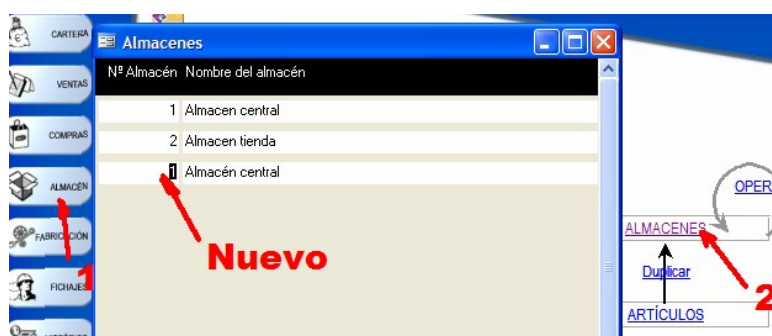 CARTERA
VENTAS
COMPRAS
ALMACÉN
FABRICACIÓN
FICHAJES
1
Almacenes
Nº Almacén Nombre del almacén
1 Almacen central
2 Almacen tienda
1 Almacén central
Nuevo
OPER
ALMACENES
Duplicar
2
ARTÍCULOS